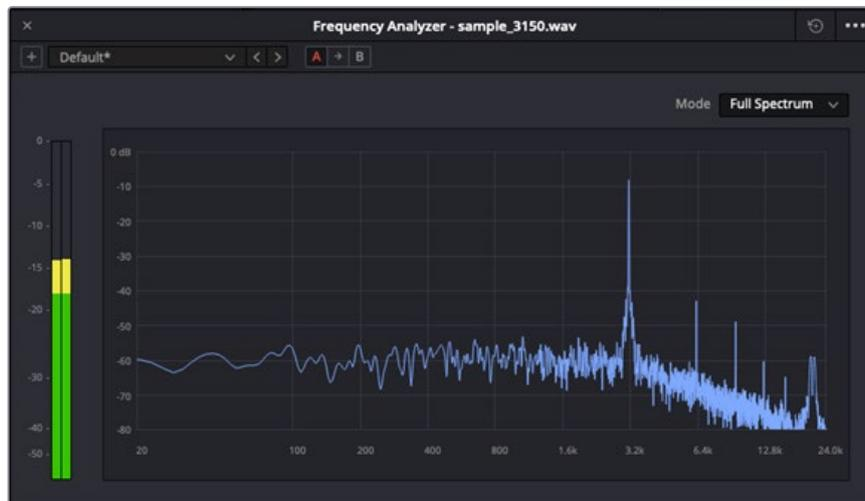 Frequency Analyzer - sample_3150.wav
Default*
A
B
Mode Full Spectrum
0
-5
-10
-15
-20
-30
-40
-50
0 dB
-10
-20
-30
-40
-50
-60
-70
-80
20 100 200 400 800 1.6k 3.2k 6.4k 12.8k 24.0k